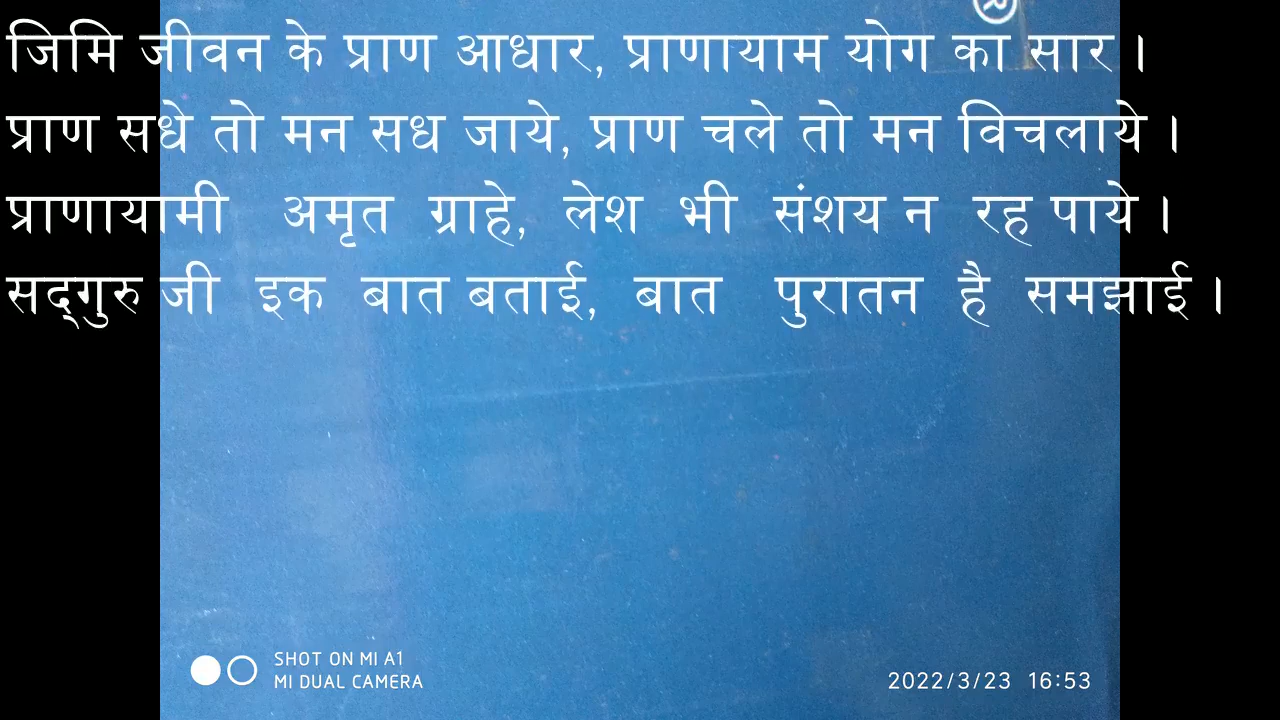 जिमि जीवन के प्राण आधार, प्राणायाम योग का सार ।
प्राण सधे तो मन सध जाये, प्राण चले तो मन विचलाये ।
प्राणायामी अमृत ग्राहे, लेश भी संशय न रह पाये ।
सद्गुरु जी इक बात बताई, बात पुरातन है समझाई ।
SHOT ON MI A1
MI DUAL CAMERA
2022/3/23 16:53